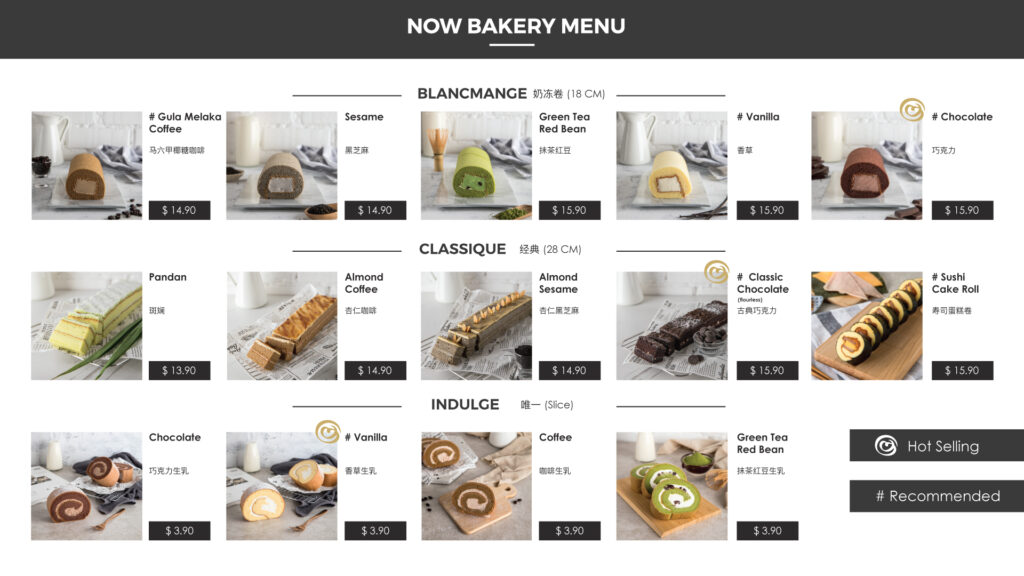 NOW BAKERY MENU
BLANCMANGE 奶冻卷 (18 CM)
# Gula Melaka
Coffee
马六甲椰糖咖啡
$ 14.90
Sesame
黑芝麻
$ 14.90
Green Tea
Red Bean
抹茶红豆
$ 15.90
# Vanilla
香草
$ 15.90
# Chocolate
巧克力
$ 15.90
CLASSIQUE 经典 (28 CM)
Pandan
斑斓
$ 13.90
Almond
Coffee
杏仁咖啡
$ 14.90
Almond
Sesame
杏仁黑芝麻
$ 14.90
# Classic
Chocolate
(flourless)
古典巧克力
$ 15.90
# Sushi
Cake Roll
寿司蛋糕卷
$ 15.90
INDULGE 唯一 (Slice)
Chocolate
巧克力生乳
$ 3.90
# Vanilla
香草生乳
$ 3.90
Coffee
咖啡生乳
$ 3.90
Green Tea
Red Bean
抹茶红豆生乳
$ 3.90
Hot Selling
# Recommended